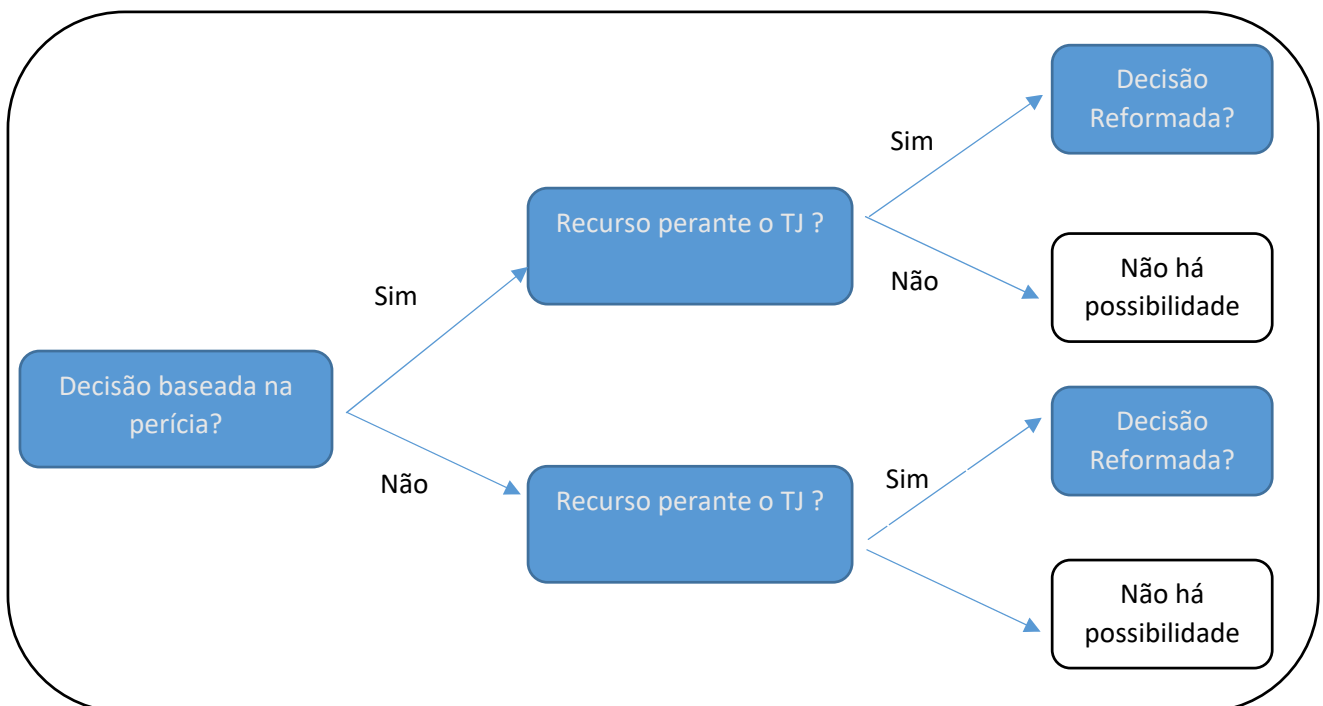 Decisão
Reformada?
Sim
Recurso perante o TJ ?
Não há
possibilidade
Não
Sim
Decisão baseada na
perícia?
Decisão
Reformada?
Não
Recurso perante o TJ ?
Sim
Não há
possibilidade